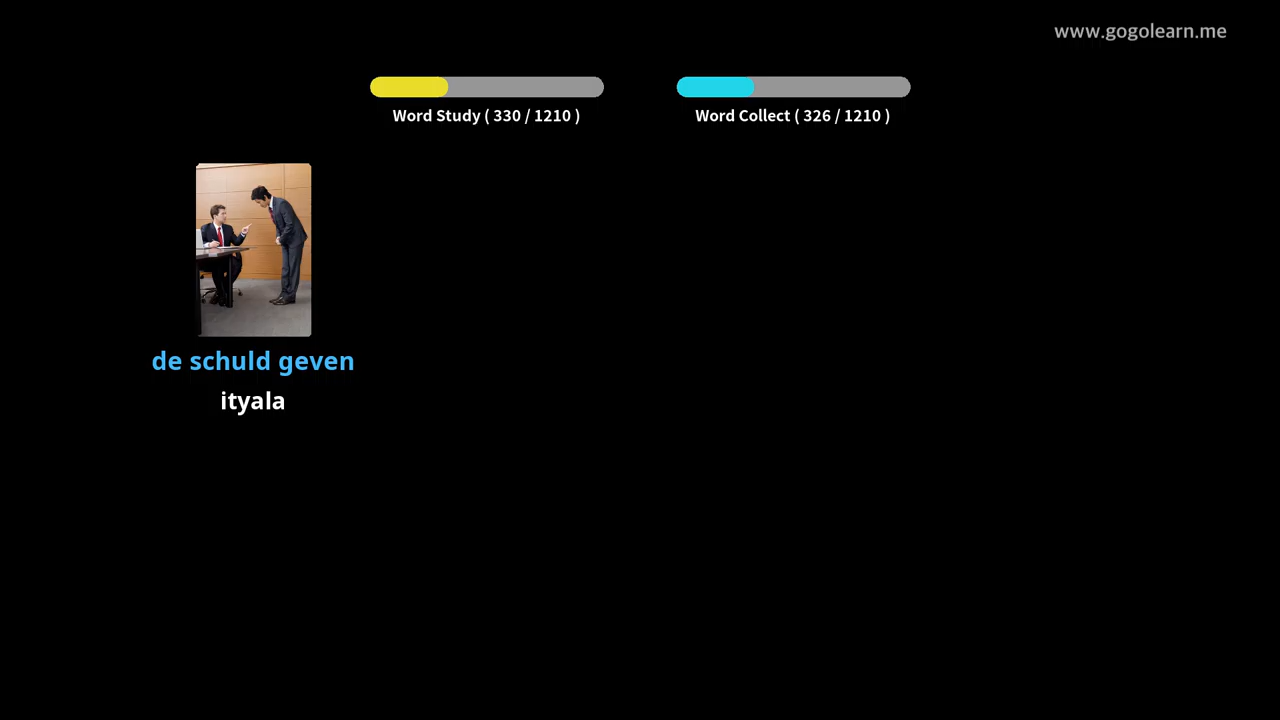 www.gogolearn.me
Word Study ( 330 / 1210 )
Word Collect ( 326 / 1210 )
de schuld geven
ityala